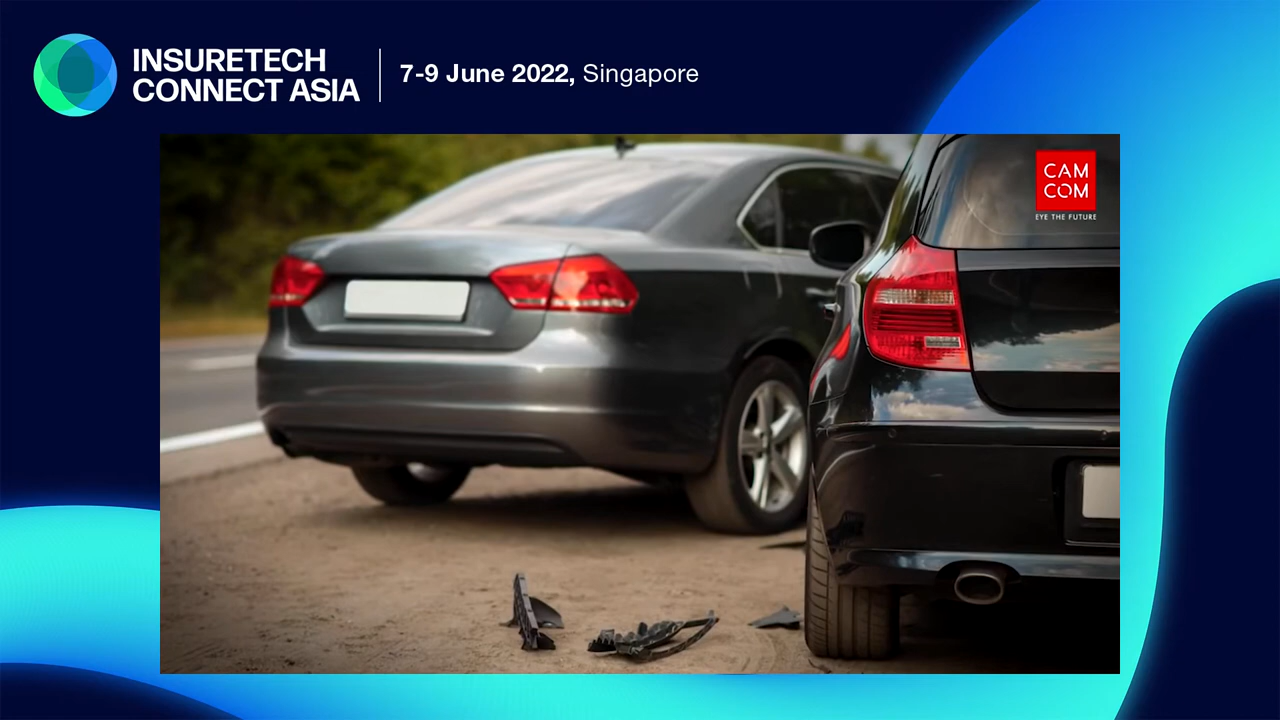 INSURETECH
CONNECT ASIA
7-9 June 2022, Singapore
CAM
COM
EYE THE FUTURE